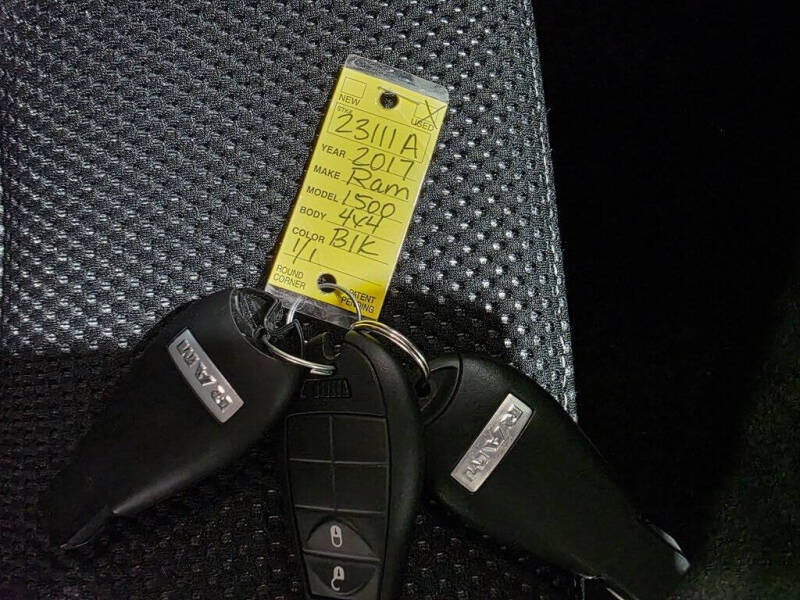 NEW X USED
STK# 23111A
YEAR 2017
MAKE Ram
MODEL 1500
BODY 4x4
COLOR Blk
1/1
ROUND CORNER
PATENT PENDING
RAM
RAM